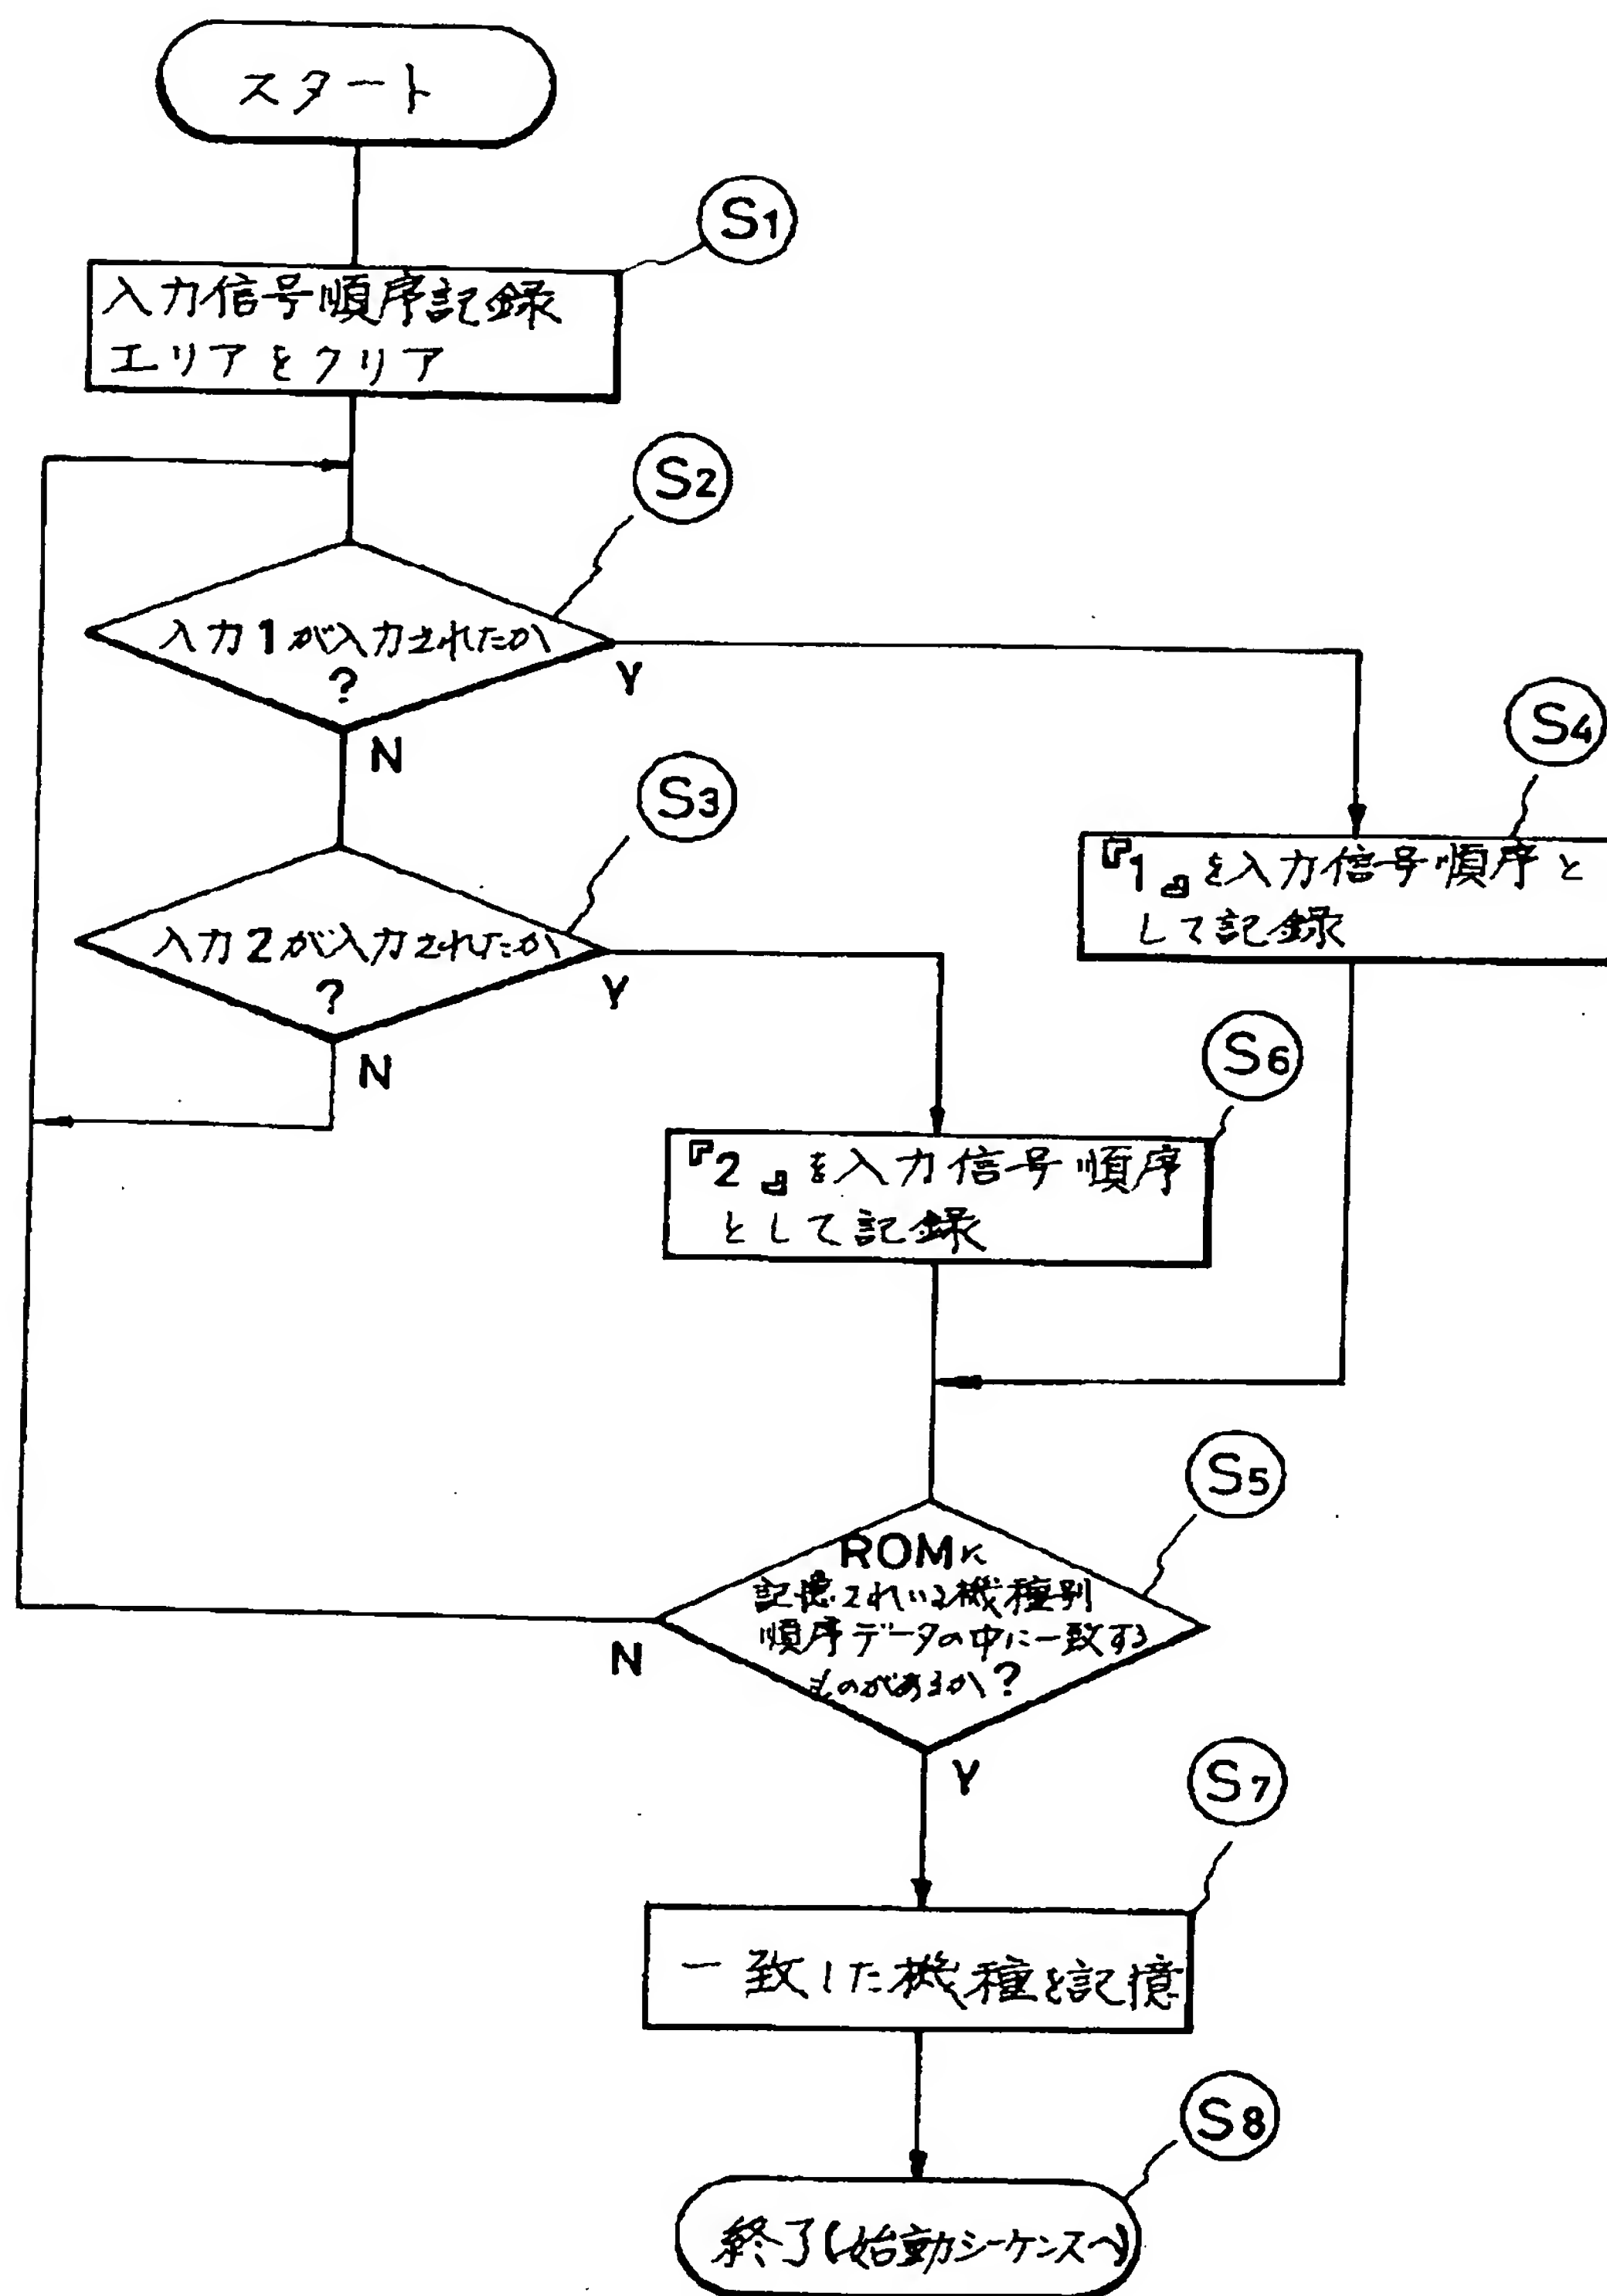 スタート
S1
入力信号順序記録
エリアをクリア
S2
入力1が入力されたか
?
Y
N
S4
『1』を入力信号順序と
して記録
S3
入力2が入力されたか
?
Y
N
S6
『2』を入力信号順序
として記録
S5
ROMに
記憶されいる機種別
順序データの中に一致する
ものがあるか?
N
Y
S7
一致した機種を記憶
S8
終了(始動シーケンスへ)